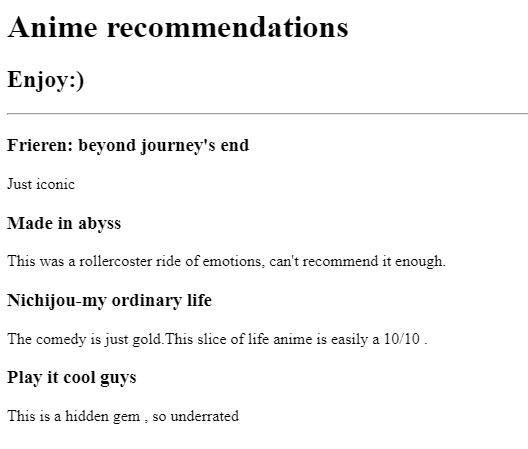 Anime recommendations
Enjoy:)
Frieren: beyond journey's end
Just iconic
Made in abyss
This was a rollercoster ride of emotions, can't recommend it enough.
Nichijou-my ordinary life
The comedy is just gold.This slice of life anime is easily a 10/10 .
Play it cool guys
This is a hidden gem , so underrated